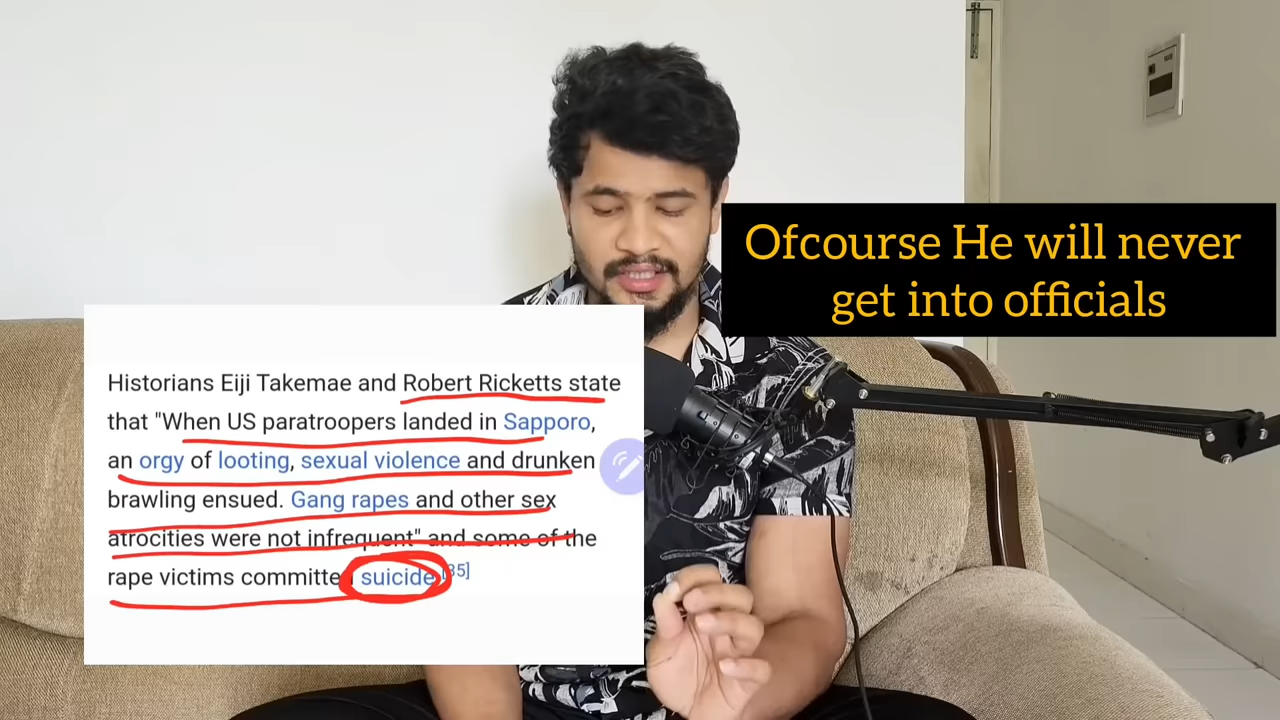 Ofcourse He will never
get into officials
Historians Eiji Takemae and Robert Ricketts state
that "When US paratroopers landed in Sapporo,
an orgy of looting, sexual violence and drunken
brawling ensued. Gang rapes and other sex
atrocities were not infrequent" and some of the
rape victims committed suicide.[35]